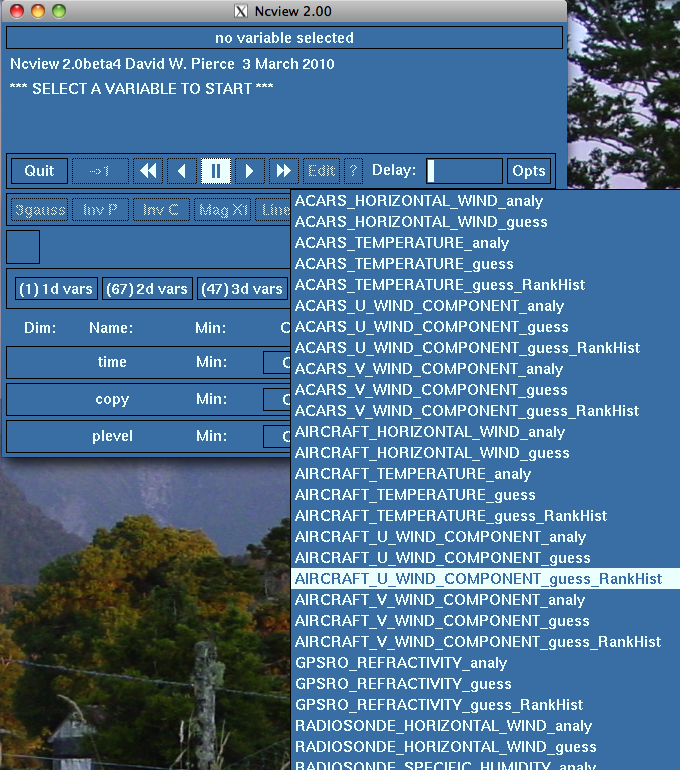 Ncview 2.00
no variable selected
Ncview 2.0beta4 David W. Pierce  3 March 2010
*** SELECT A VARIABLE TO START ***
Quit ->1 Edit ? Delay: Opts
3gauss Inv P Inv C Mag X1 Line
(1) 1d vars (67) 2d vars (47) 3d vars
Dim: Name: Min: C
time Min: C
copy Min: C
plevel Min: C
ACARS_HORIZONTAL_WIND_analy
ACARS_HORIZONTAL_WIND_guess
ACARS_TEMPERATURE_analy
ACARS_TEMPERATURE_guess
ACARS_TEMPERATURE_guess_RankHist
ACARS_U_WIND_COMPONENT_analy
ACARS_U_WIND_COMPONENT_guess
ACARS_U_WIND_COMPONENT_guess_RankHist
ACARS_V_WIND_COMPONENT_analy
ACARS_V_WIND_COMPONENT_guess
ACARS_V_WIND_COMPONENT_guess_RankHist
AIRCRAFT_HORIZONTAL_WIND_analy
AIRCRAFT_HORIZONTAL_WIND_guess
AIRCRAFT_TEMPERATURE_analy
AIRCRAFT_TEMPERATURE_guess
AIRCRAFT_TEMPERATURE_guess_RankHist
AIRCRAFT_U_WIND_COMPONENT_analy
AIRCRAFT_U_WIND_COMPONENT_guess
AIRCRAFT_U_WIND_COMPONENT_guess_RankHist
AIRCRAFT_V_WIND_COMPONENT_analy
AIRCRAFT_V_WIND_COMPONENT_guess
AIRCRAFT_V_WIND_COMPONENT_guess_RankHist
GPSRO_REFRACTIVITY_analy
GPSRO_REFRACTIVITY_guess
GPSRO_REFRACTIVITY_guess_RankHist
RADIOSONDE_HORIZONTAL_WIND_analy
RADIOSONDE_HORIZONTAL_WIND_guess
RADIOSONDE_SPECIFIC_HUMIDITY_analy